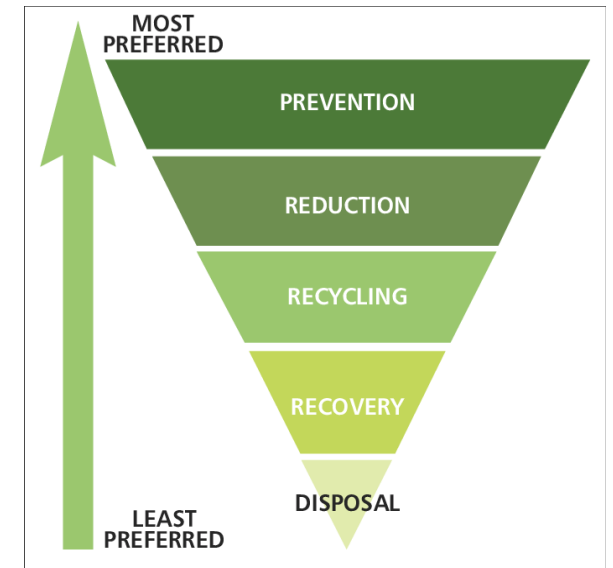 MOST
PREFERRED
PREVENTION
REDUCTION
RECYCLING
RECOVERY
DISPOSAL
LEAST
PREFERRED